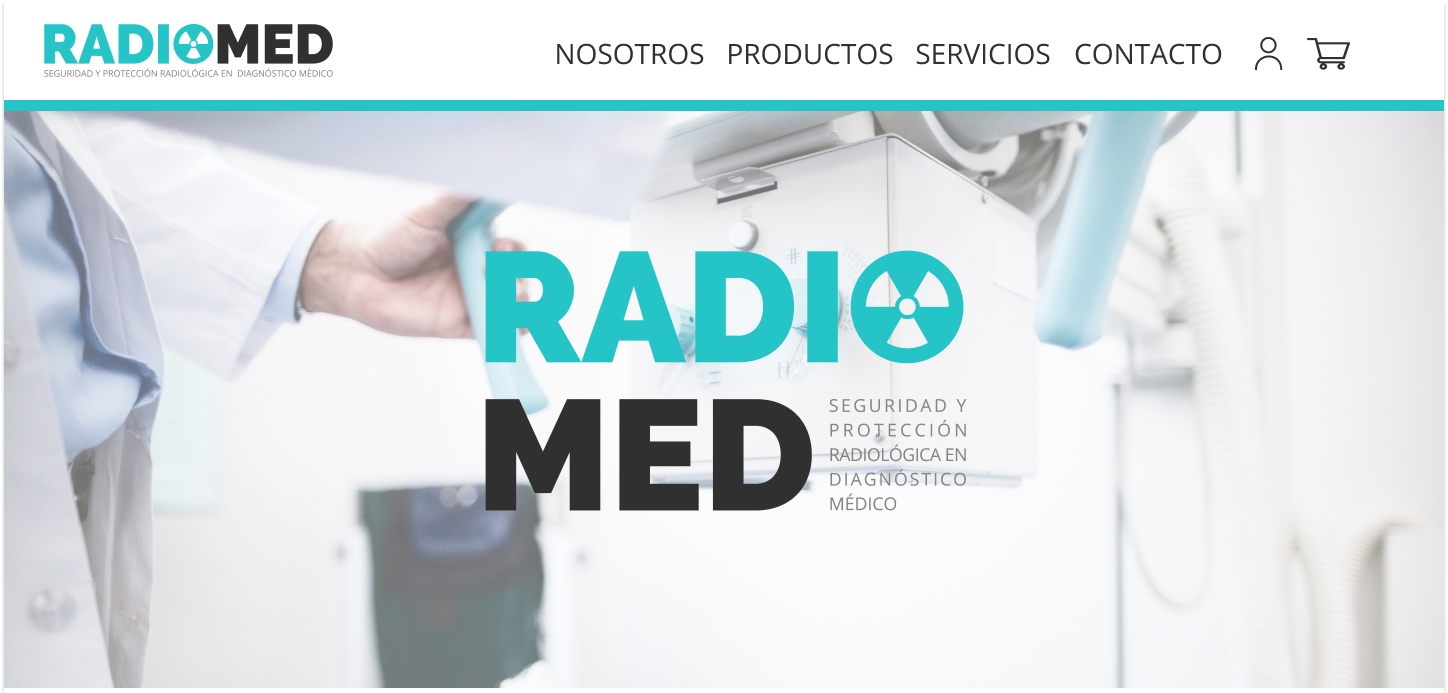 RADIOMED
SEGURIDAD Y PROTECCIÓN RADIOLÓGICA EN DIAGNÓSTICO MÉDICO
NOSOTROS PRODUCTOS SERVICIOS CONTACTO
RADIO
MED
SEGURIDAD Y
PROTECCIÓN
RADIOLÓGICA EN
DIAGNÓSTICO
MÉDICO